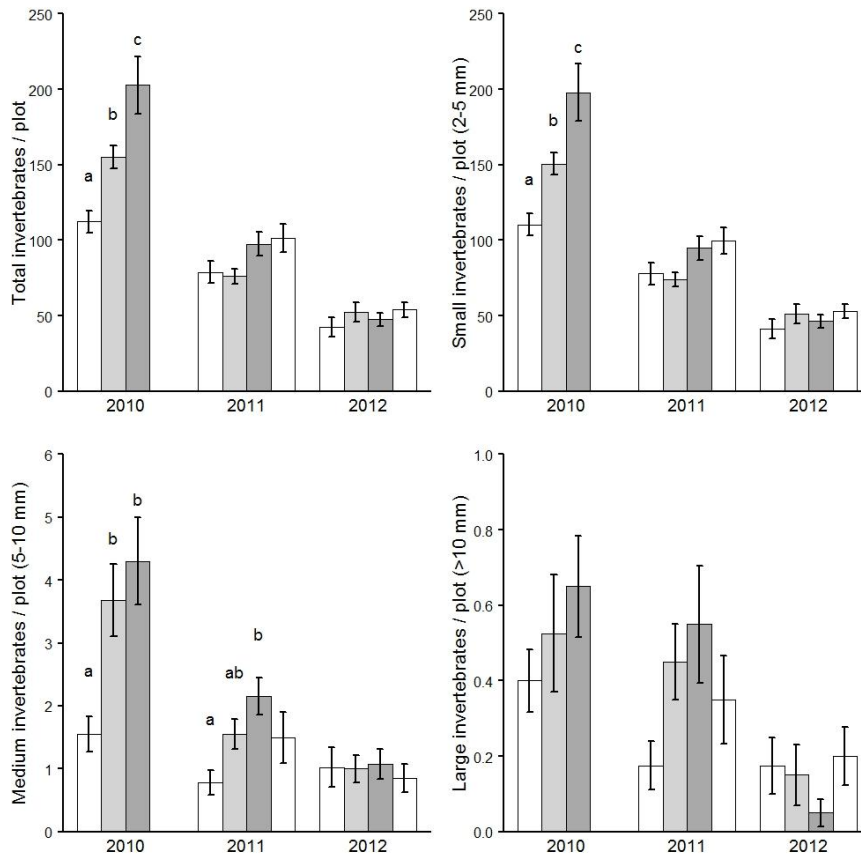 Total invertebrates / plot
250
200
150
100
50
0
a
b
c
2010
2011
2012
Small invertebrates / plot (2-5 mm)
250
200
150
100
50
0
a
b
c
2010
2011
2012
Medium invertebrates / plot (5-10 mm)
6
5
4
3
2
1
0
a
b
b
a
ab
b
2010
2011
2012
Large invertebrates / plot (>10 mm)
1.0
0.8
0.6
0.4
0.2
0.0
2010
2011
2012